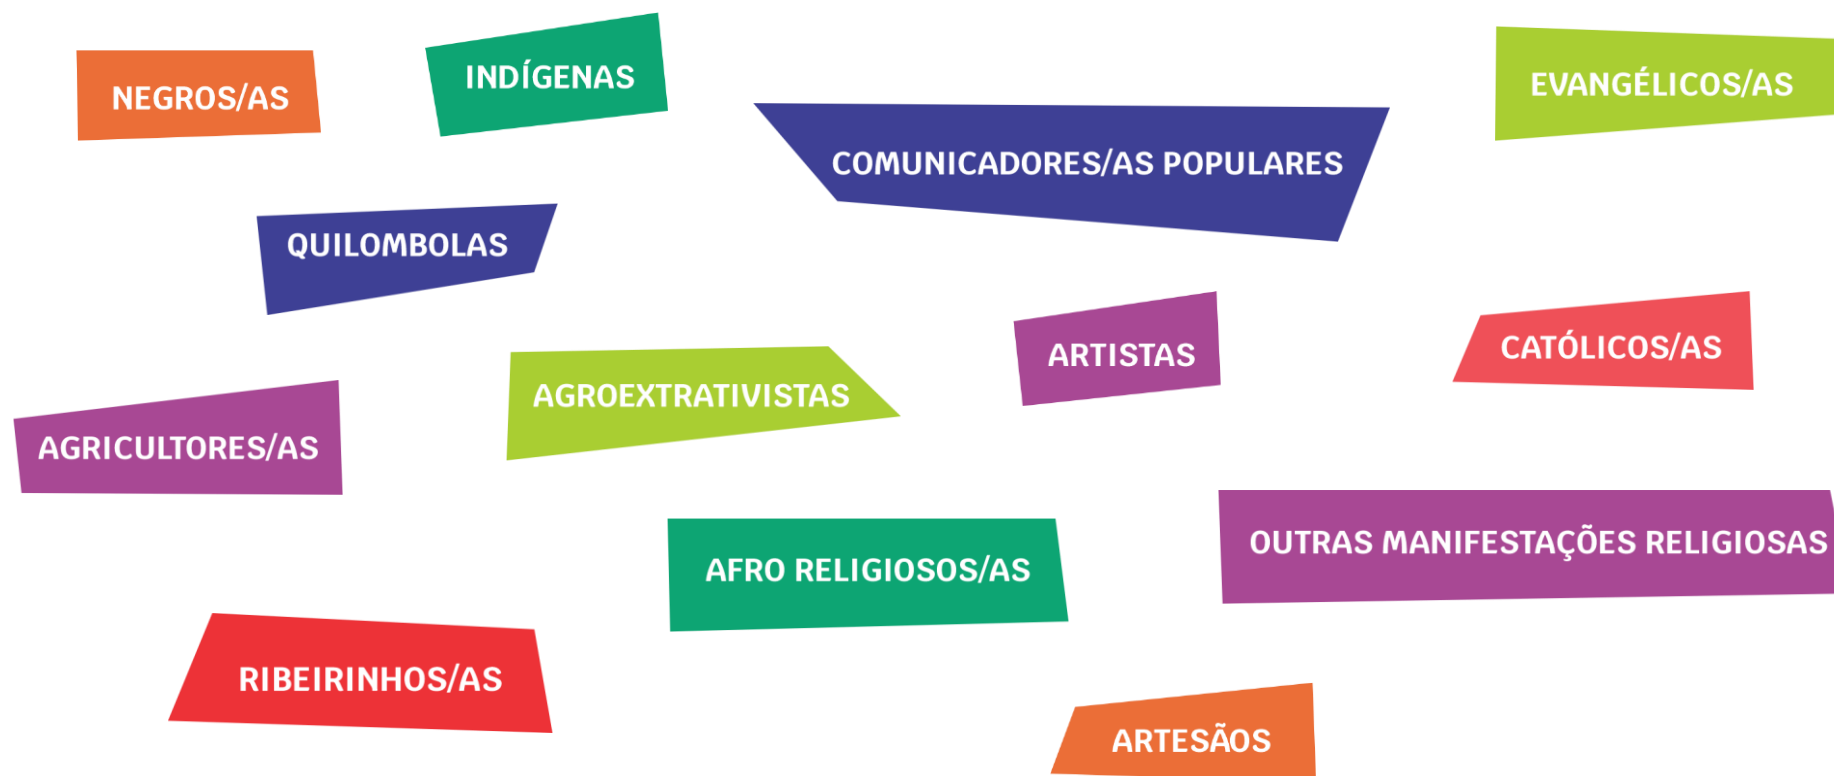 NEGROS/AS
INDÍGENAS
EVANGÉLICOS/AS
COMUNICADORES/AS POPULARES
QUILOMBOLAS
ARTISTAS
CATÓLICOS/AS
AGROEXTRATIVISTAS
AGRICULTORES/AS
OUTRAS MANIFESTAÇÕES RELIGIOSAS
AFRO RELIGIOSOS/AS
RIBEIRINHOS/AS
ARTESÃOS